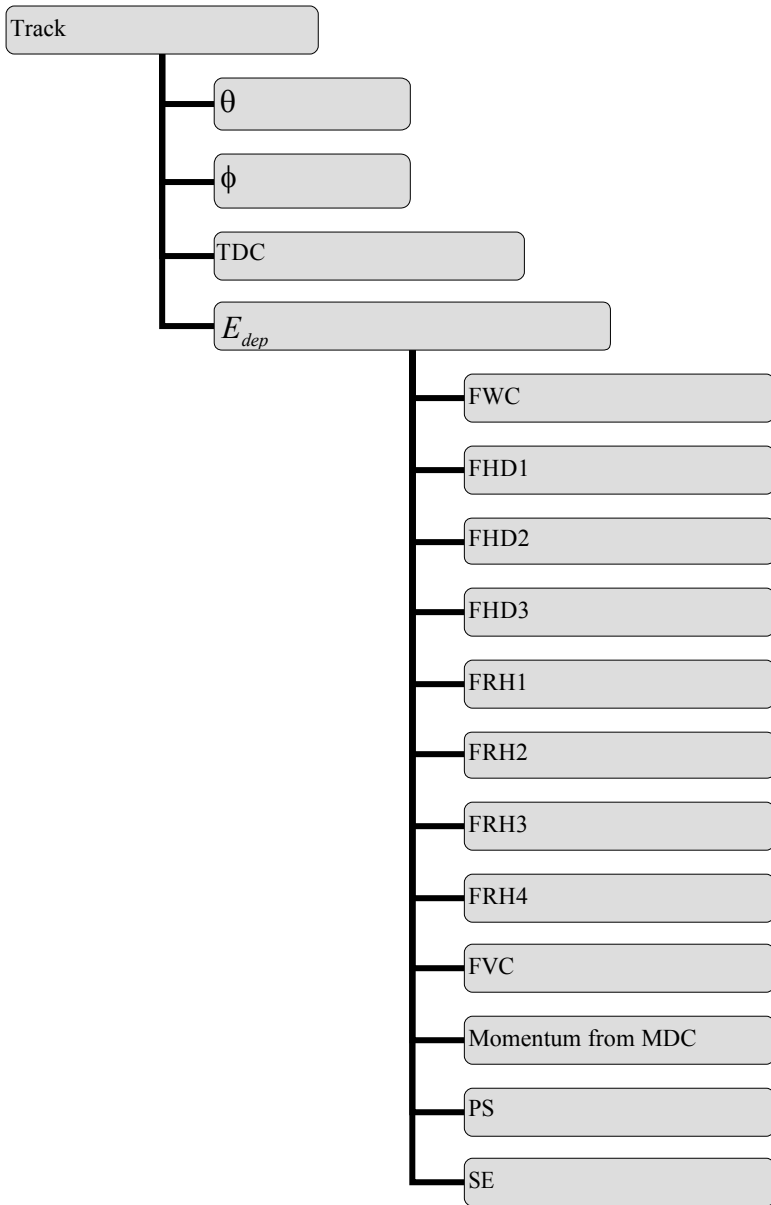 Track
θ
ϕ
TDC
E_dep
FWC
FHD1
FHD2
FHD3
FRH1
FRH2
FRH3
FRH4
FVC
Momentum from MDC
PS
SE